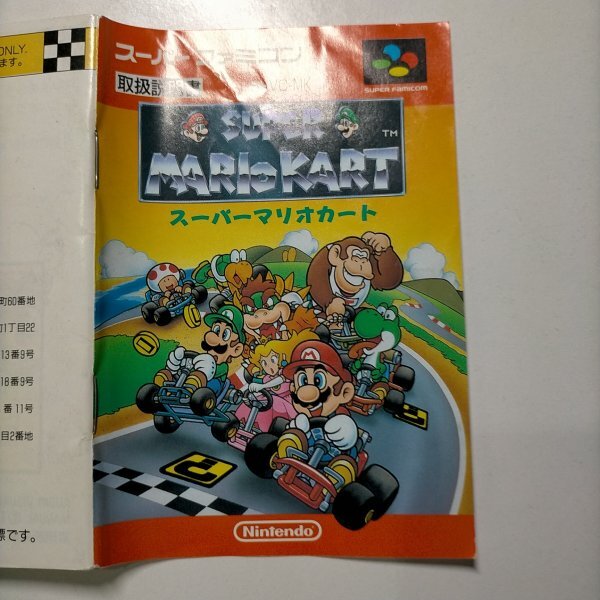 ONLY.
ます。
町60番地
1丁目22
13番9号
18番9号
番11号
目2番地
標です。
スーパーファミコン
取扱説明書
SUPER FAMICOM
SUPER
MARIO KART
TM
スーパーマリオカート
Nintendo